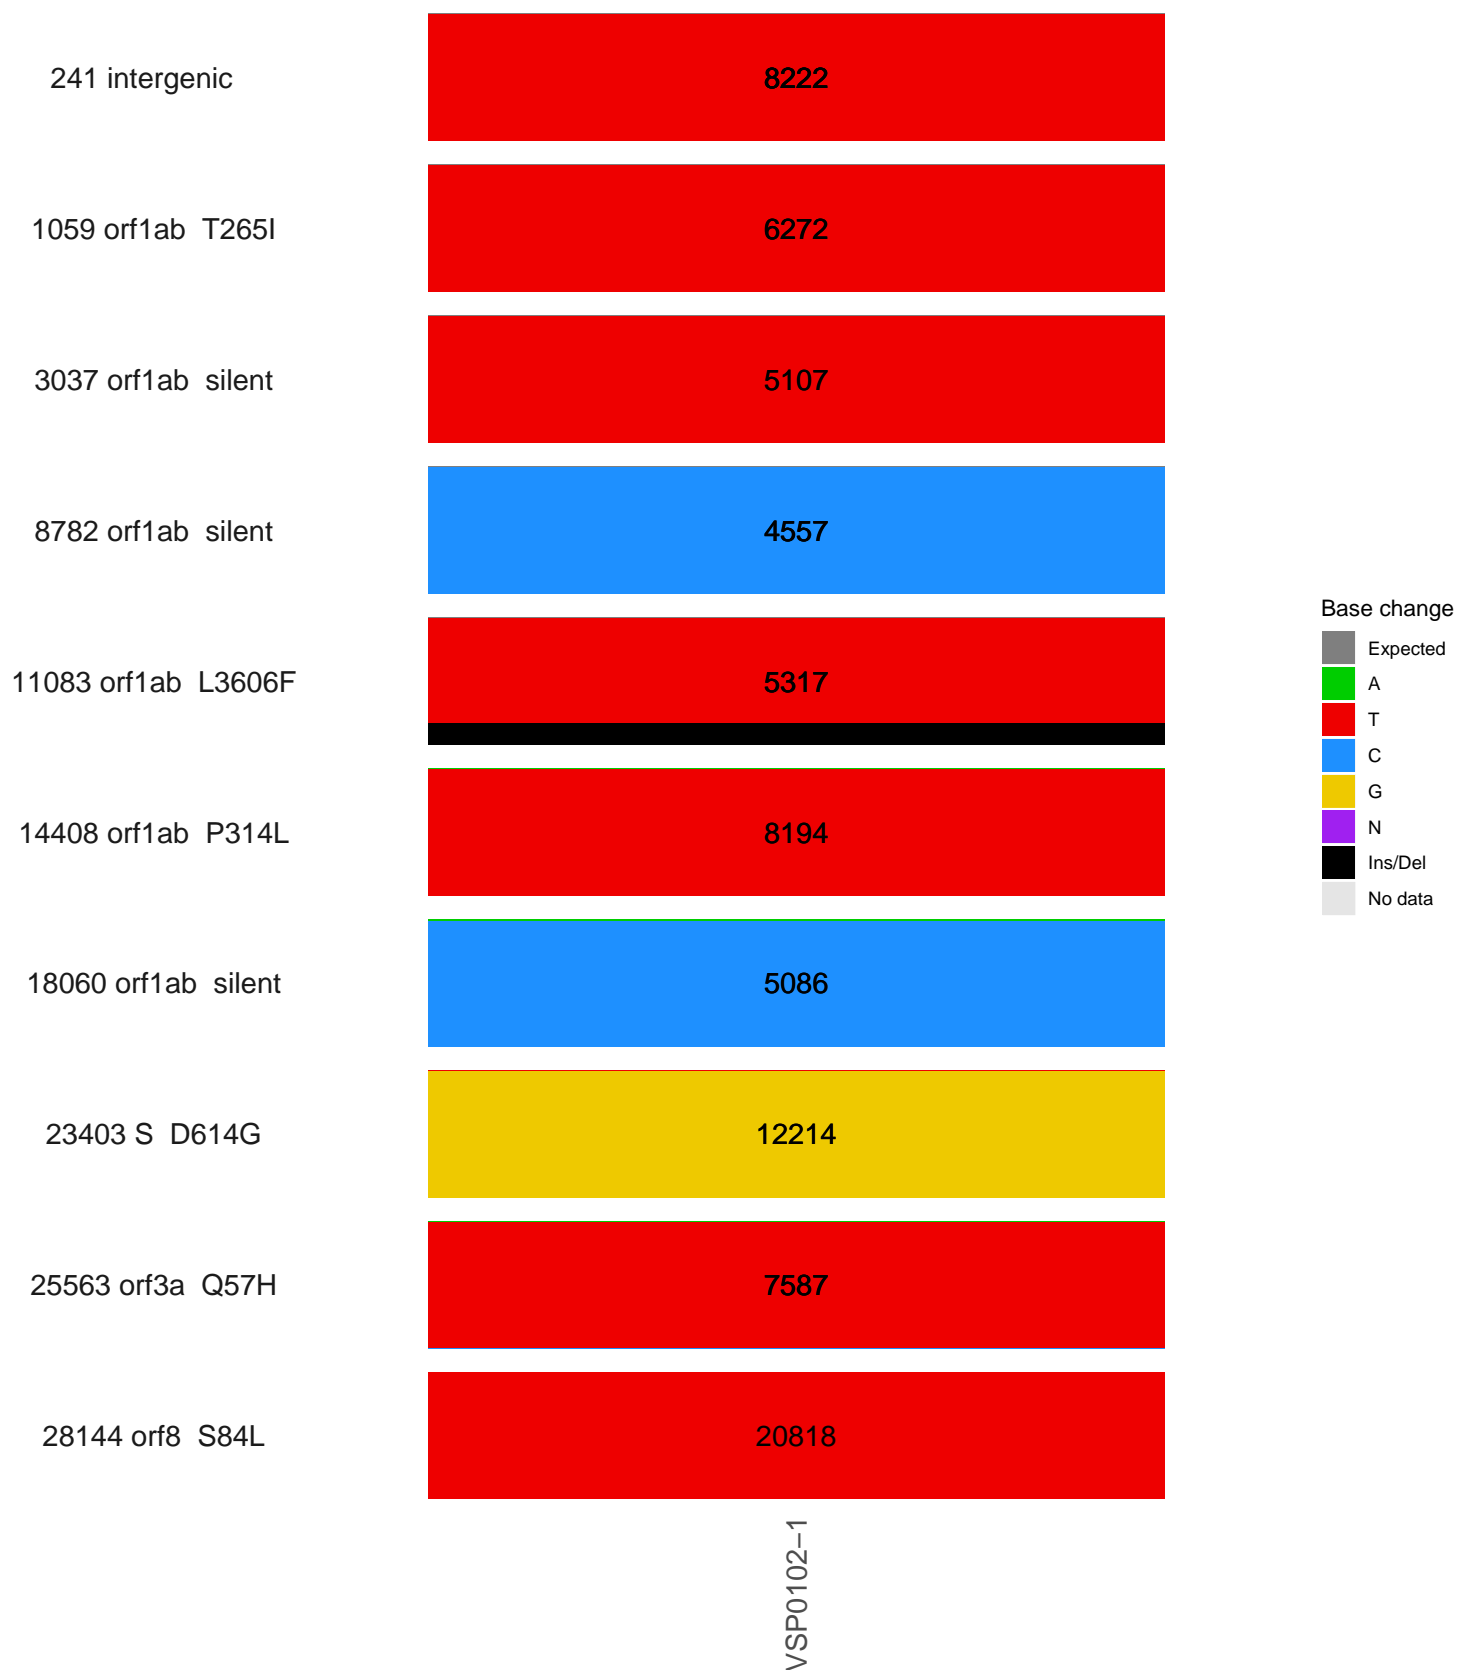 241 intergenic
8222
1059 orf1ab  T265I
6272
3037 orf1ab  silent
5107
8782 orf1ab  silent
4557
11083 orf1ab  L3606F
5317
14408 orf1ab  P314L
8194
18060 orf1ab  silent
5086
23403 S  D614G
12214
25563 orf3a  Q57H
7587
28144 orf8  S84L
20818
VSP0102−1
Base change
Expected
A
T
C
G
N
Ins/Del
No data